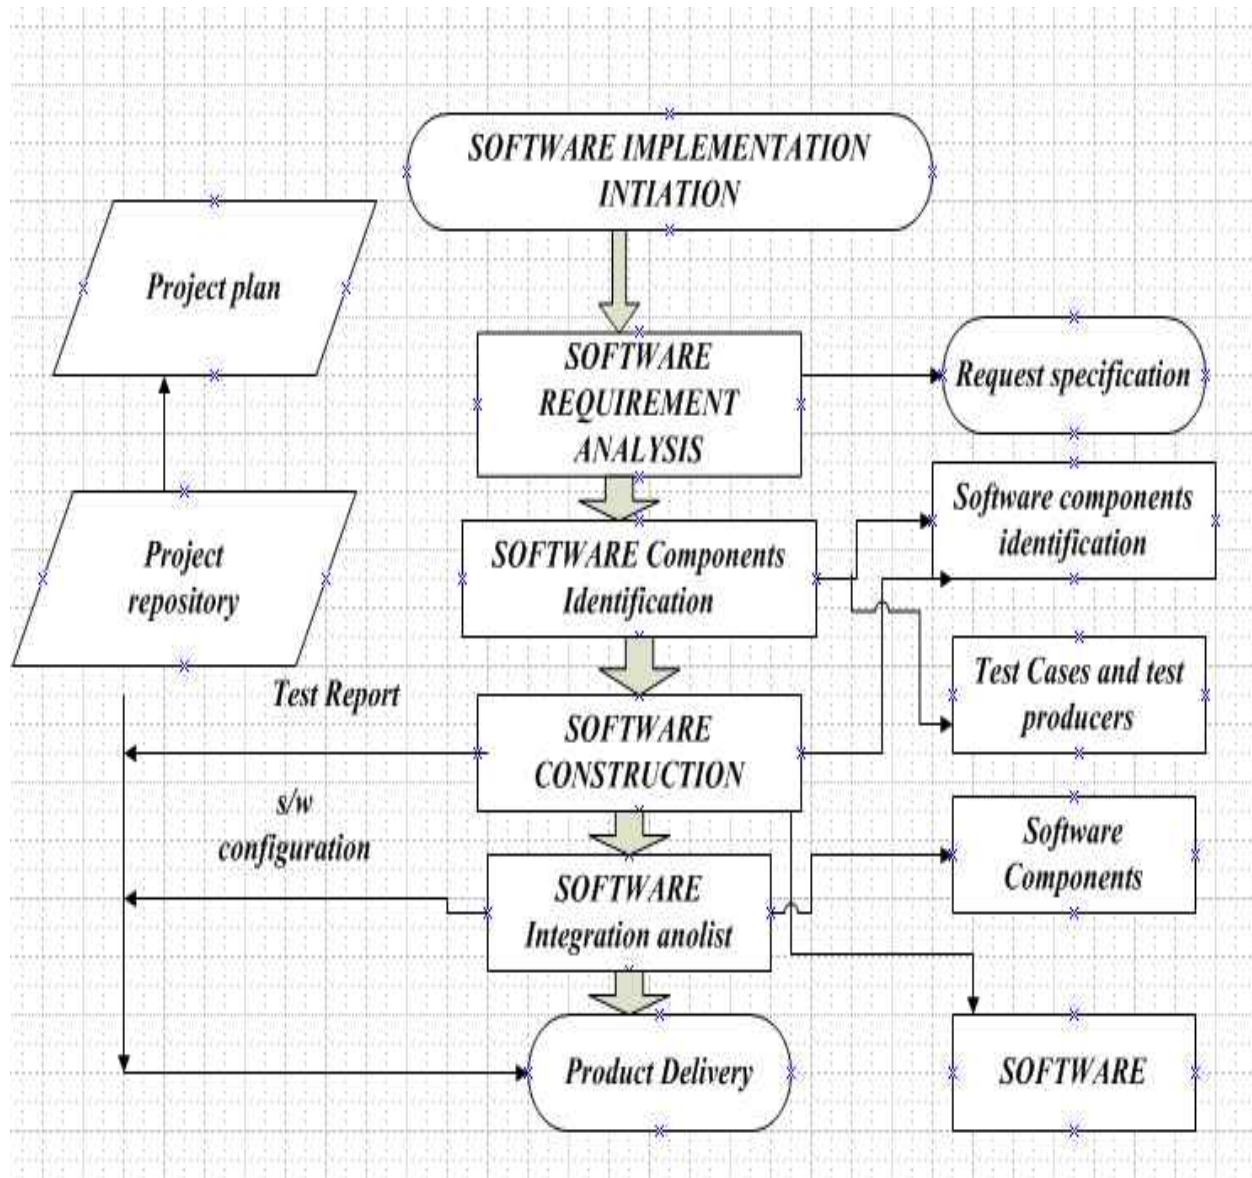 SOFTWARE IMPLEMENTATION
INTIATION
Project plan
SOFTWARE
REQUIREMENT
ANALYSIS
Request specification
Project
repository
SOFTWARE Components
Identification
Software components
identification
Test Report
SOFTWARE
CONSTRUCTION
Test Cases and test
producers
s/w
configuration
SOFTWARE
Integration anolist
Software
Components
Product Delivery
SOFTWARE